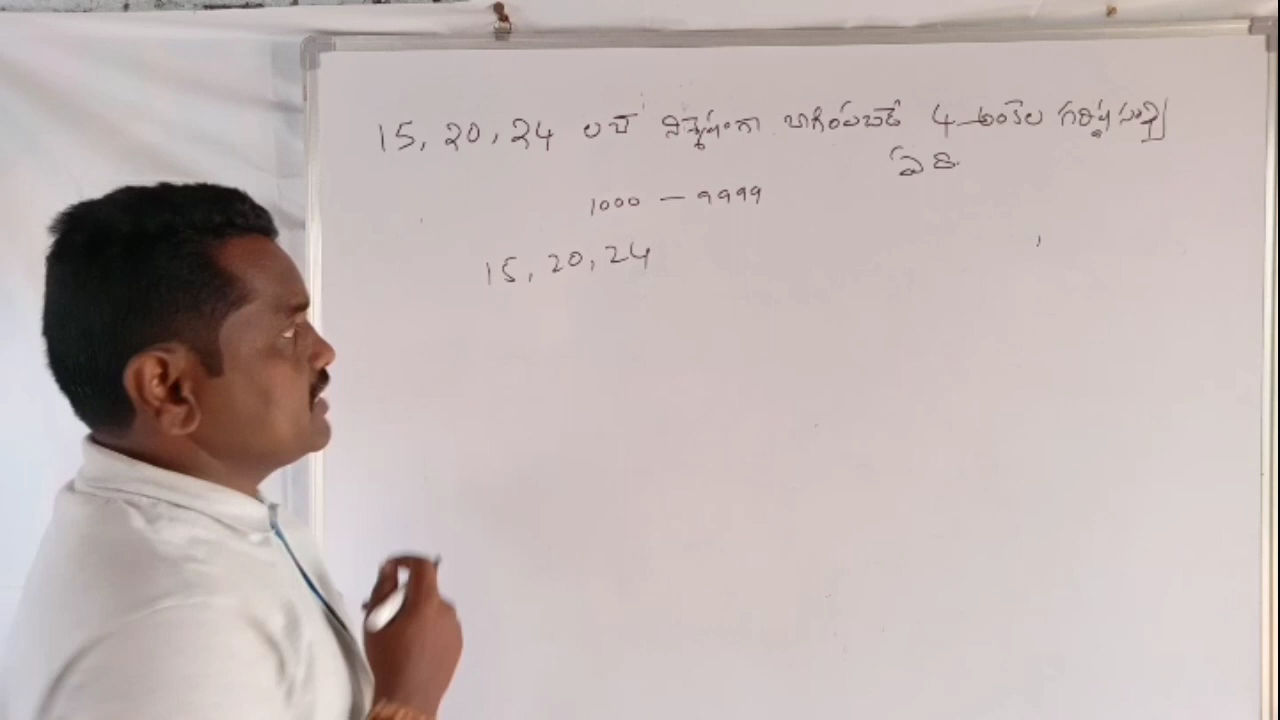 15, 20, 24 లచే నిశ్శేషంగా బాగింపబడే 4 అంకెల గరిష్ఠ సంఖ్య
ఏది.
1000 — 9999
15, 20, 24